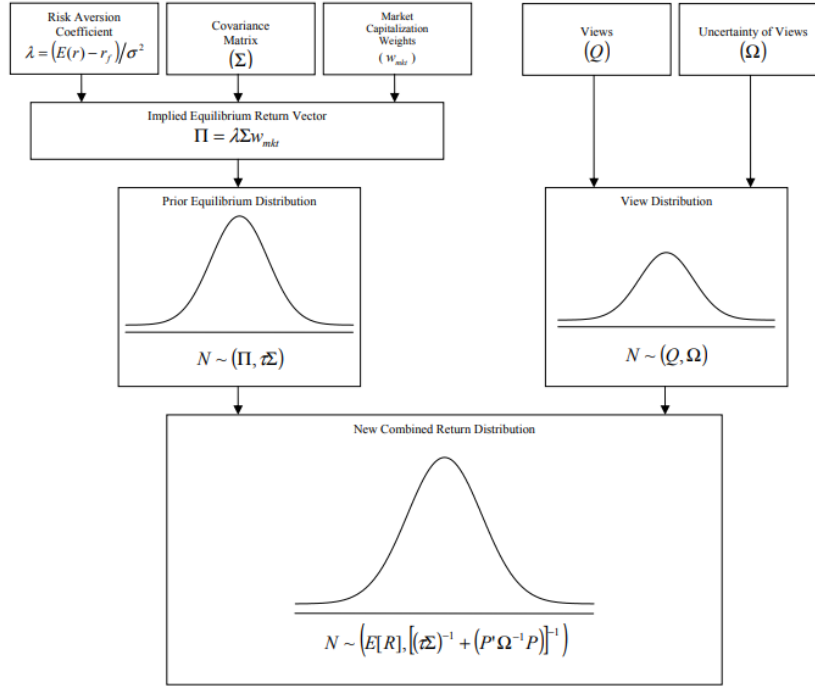 Risk Aversion
Coefficient
λ = (E(r) − r_f)/σ²
Covariance
Matrix
(Σ)
Market
Capitalization
Weights
(w_mkt)
Views
(Q)
Uncertainty of Views
(Ω)
Implied Equilibrium Return Vector
Π = λΣw_mkt
Prior Equilibrium Distribution
N ~ (Π, τΣ)
View Distribution
N ~ (Q, Ω)
New Combined Return Distribution
N ~ (E[R], [(τΣ)⁻¹ + (P'Ω⁻¹P)]⁻¹)